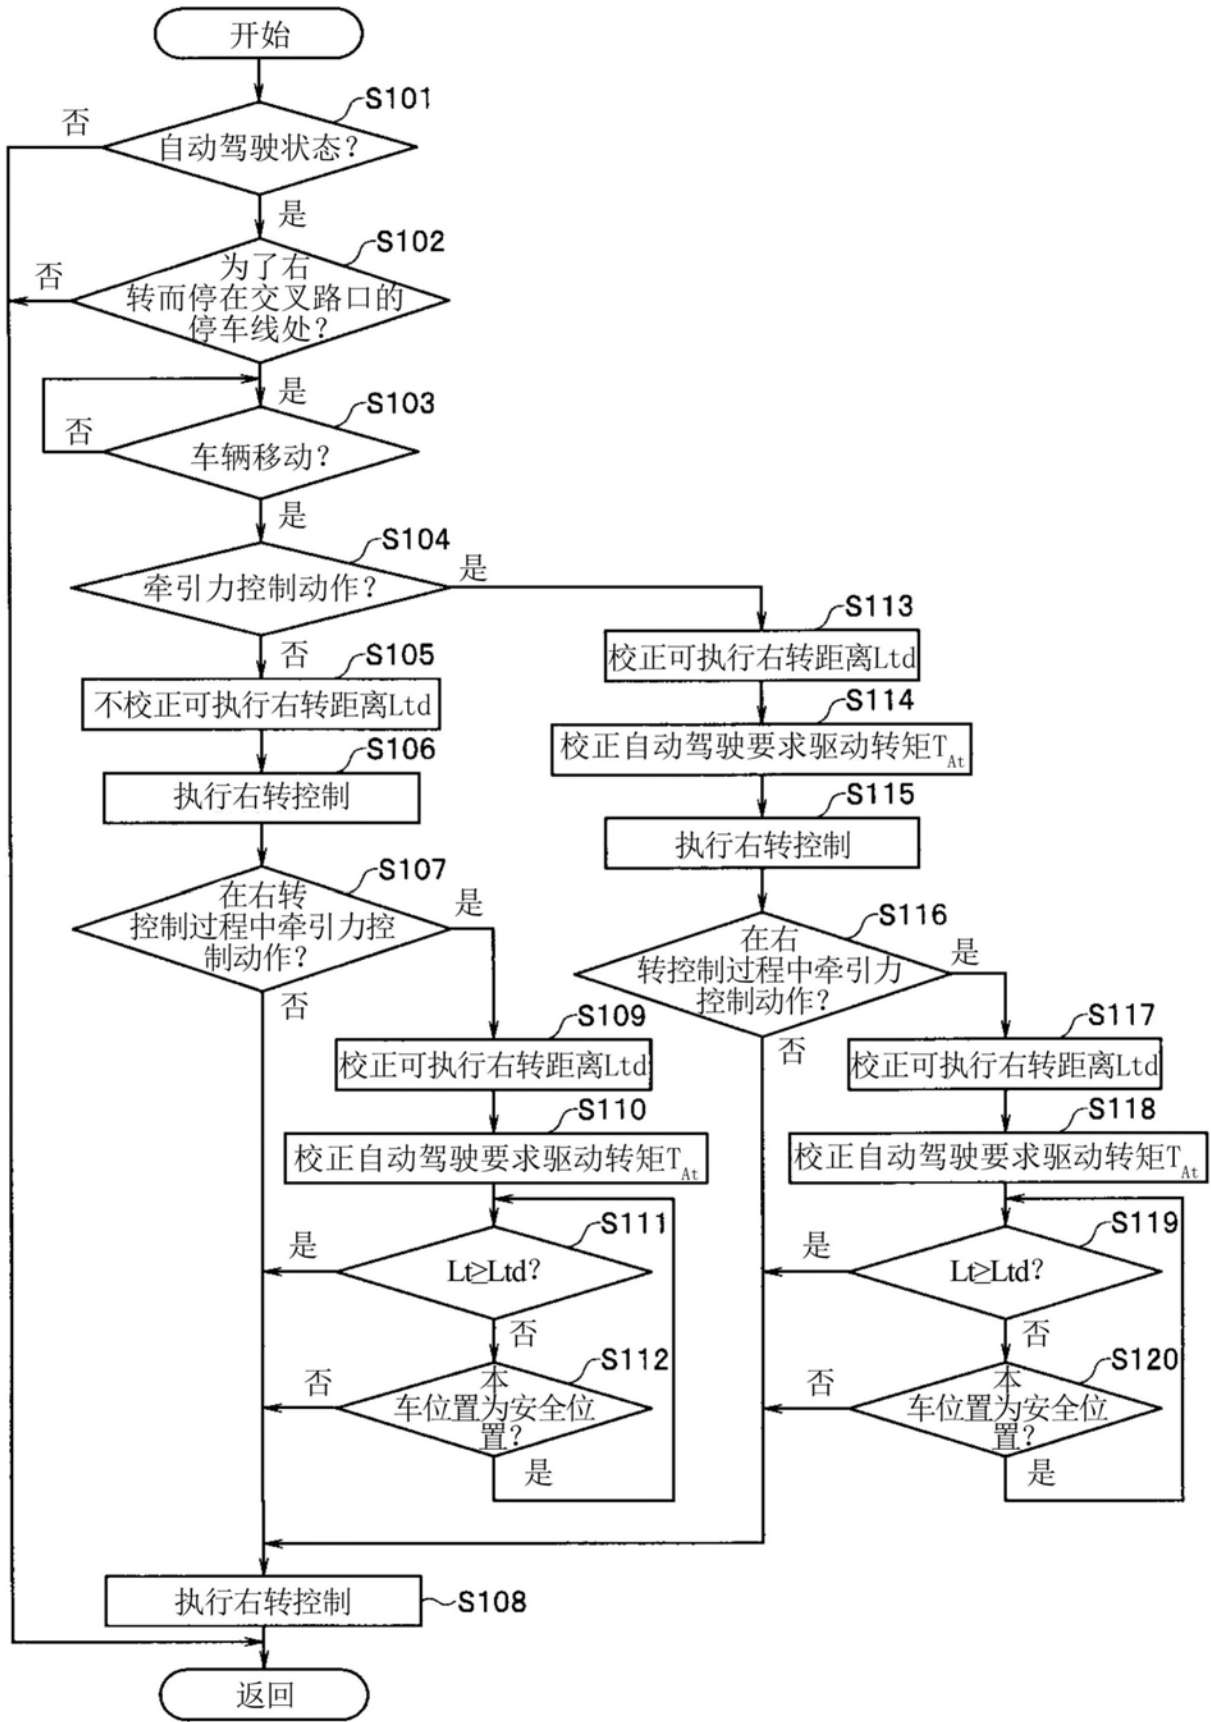 开始
S101
否
自动驾驶状态？
是
S102
否
为了右
转而停在交叉路口的
停车线处？
是
S103
否
车辆移动？
是
S104
是
牵引力控制动作？
否
S105
不校正可执行右转距离Ltd
S106
执行右转控制
S107
是
在右转
控制过程中牵引力控
制动作？
否
S109
校正可执行右转距离Ltd
S110
校正自动驾驶要求驱动转矩TAt
S111
是
Lt≥Ltd？
否
S112
否
本
车位置为安全位
置？
是
S113
校正可执行右转距离Ltd
S114
校正自动驾驶要求驱动转矩TAt
S115
执行右转控制
S116
是
在右
转控制过程中牵引力
控制动作？
否
S117
校正可执行右转距离Ltd
S118
校正自动驾驶要求驱动转矩TAt
S119
是
Lt≥Ltd？
否
S120
否
本
车位置为安全位
置？
是
执行右转控制
S108
返回